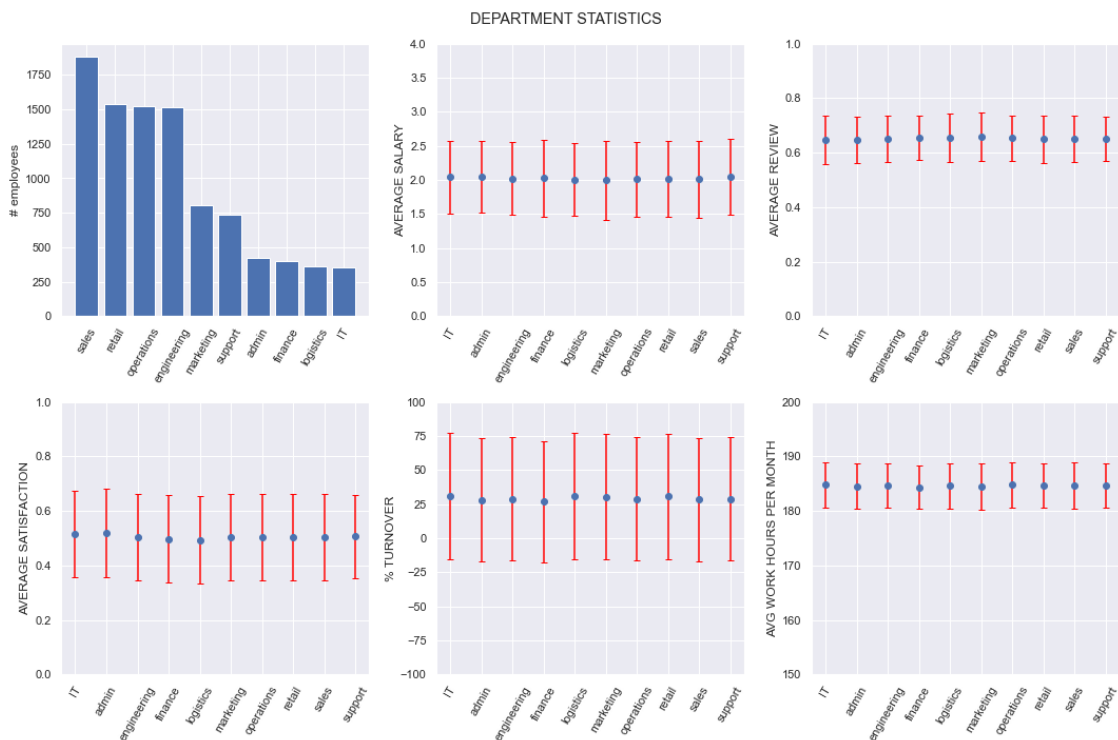 DEPARTMENT STATISTICS
# employees
1750
1500
1250
1000
750
500
250
0
sales
retail
operations
engineering
marketing
support
admin
finance
logistics
IT
AVERAGE SALARY
4.0
3.5
3.0
2.5
2.0
1.5
1.0
0.5
0.0
IT
admin
engineering
finance
logistics
marketing
operations
retail
sales
support
AVERAGE REVIEW
1.0
0.8
0.6
0.4
0.2
0.0
IT
admin
engineering
finance
logistics
marketing
operations
retail
sales
support
AVERAGE SATISFACTION
1.0
0.8
0.6
0.4
0.2
0.0
IT
admin
engineering
finance
logistics
marketing
operations
retail
sales
support
% TURNOVER
100
75
50
25
0
−25
−50
−75
−100
IT
admin
engineering
finance
logistics
marketing
operations
retail
sales
support
AVG WORK HOURS PER MONTH
200
190
180
170
160
150
IT
admin
engineering
finance
logistics
marketing
operations
retail
sales
support